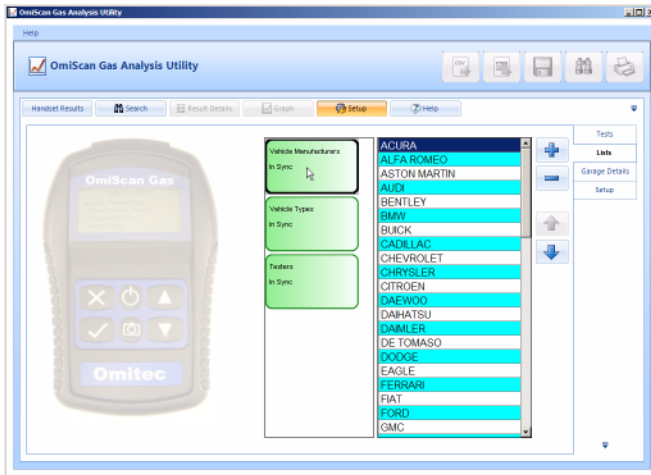 OmiScan Gas Analysis Utility
Help
OmiScan Gas Analysis Utility
CSV
Handset Results Search Result Details Graph Setup Help
Tests
Lists
Garage Details
Setup
OmiScan Gas
Omitec
Vehicle Manufacturers
In Sync
Vehicle Types
In Sync
Testers
In Sync
ACURA
ALFA ROMEO
ASTON MARTIN
AUDI
BENTLEY
BMW
BUICK
CADILLAC
CHEVROLET
CHRYSLER
CITROEN
DAEWOO
DAIHATSU
DAIMLER
DE TOMASO
DODGE
EAGLE
FERRARI
FIAT
FORD
GMC